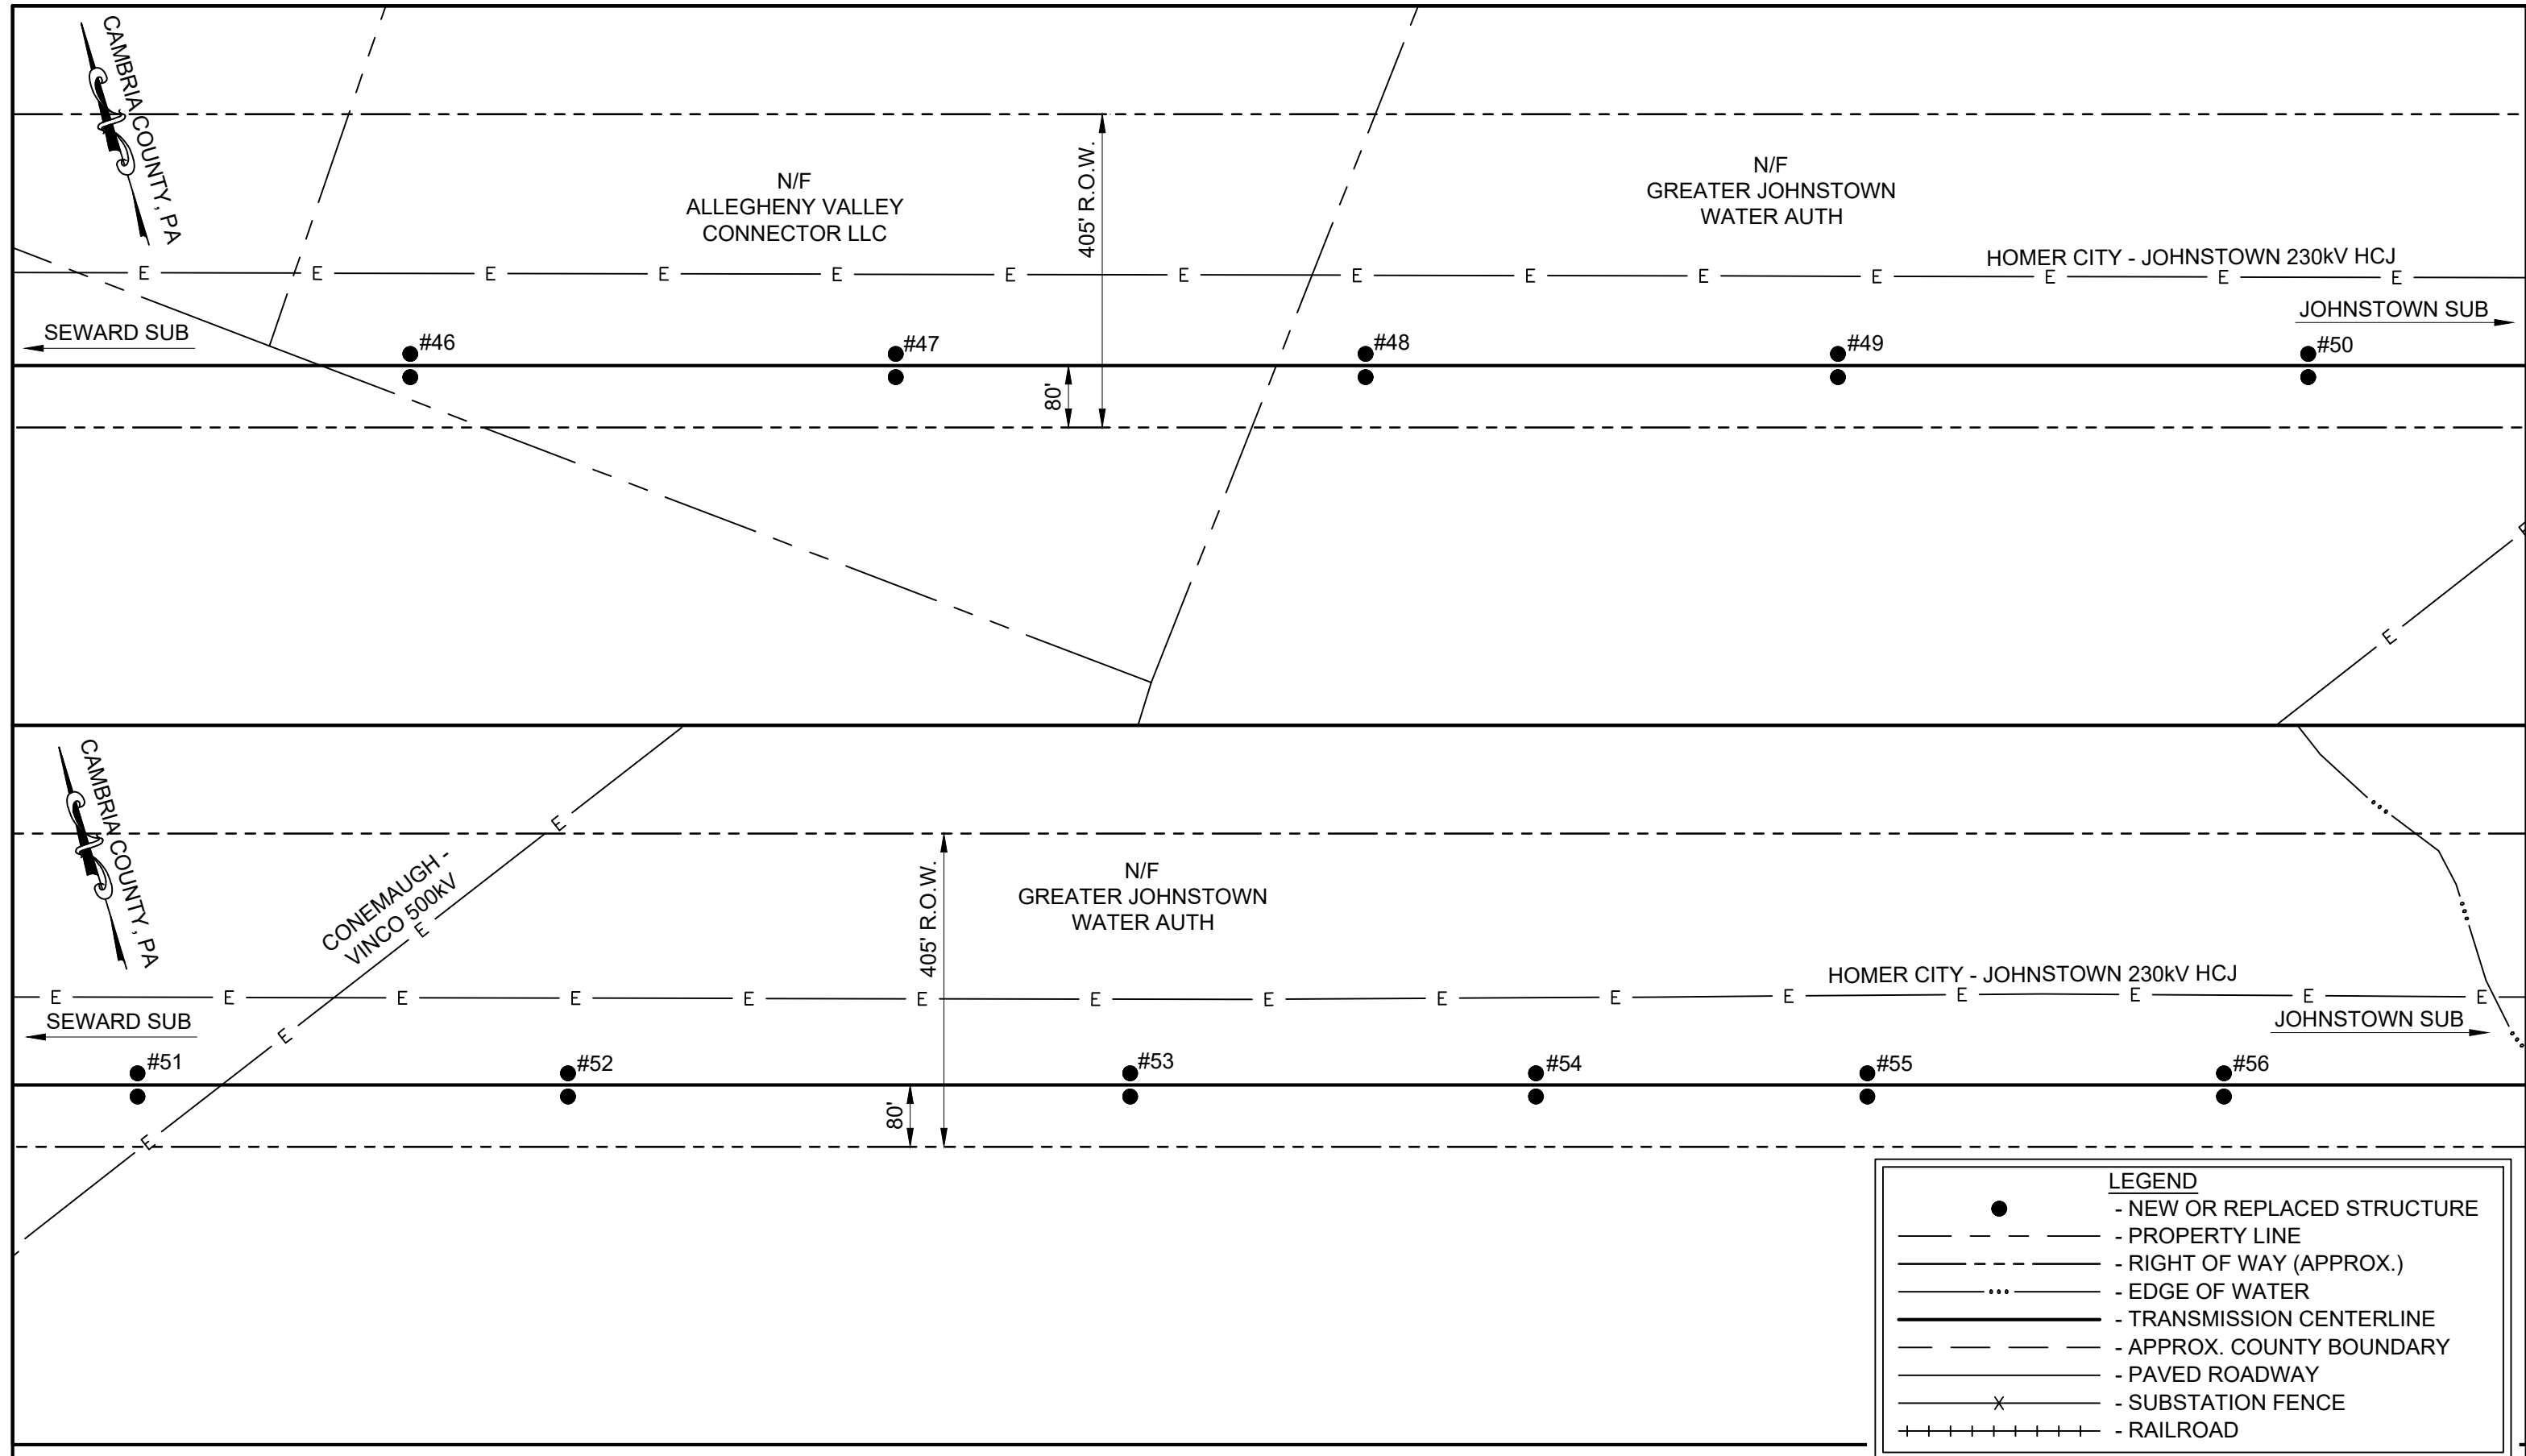 CAMBRIA COUNTY, PA
N/F
ALLEGHENY VALLEY
CONNECTOR LLC
405' R.O.W.
N/F
GREATER JOHNSTOWN
WATER AUTH
HOMER CITY - JOHNSTOWN 230kV HCJ
E E E E E E E E E E E E E E
SEWARD SUB
JOHNSTOWN SUB
#46
#47
#48
#49
#50
80'
E
E
CAMBRIA COUNTY, PA
E
CONEMAUGH -
VINCO 500kV
E
405' R.O.W.
N/F
GREATER JOHNSTOWN
WATER AUTH
HOMER CITY - JOHNSTOWN 230kV HCJ
E E E E E E E E E E E E E E E
SEWARD SUB
E
JOHNSTOWN SUB
#51
#52
#53
#54
#55
#56
80'
E
LEGEND
- NEW OR REPLACED STRUCTURE
- PROPERTY LINE
- RIGHT OF WAY (APPROX.)
- EDGE OF WATER
- TRANSMISSION CENTERLINE
- APPROX. COUNTY BOUNDARY
- PAVED ROADWAY
X - SUBSTATION FENCE
- RAILROAD